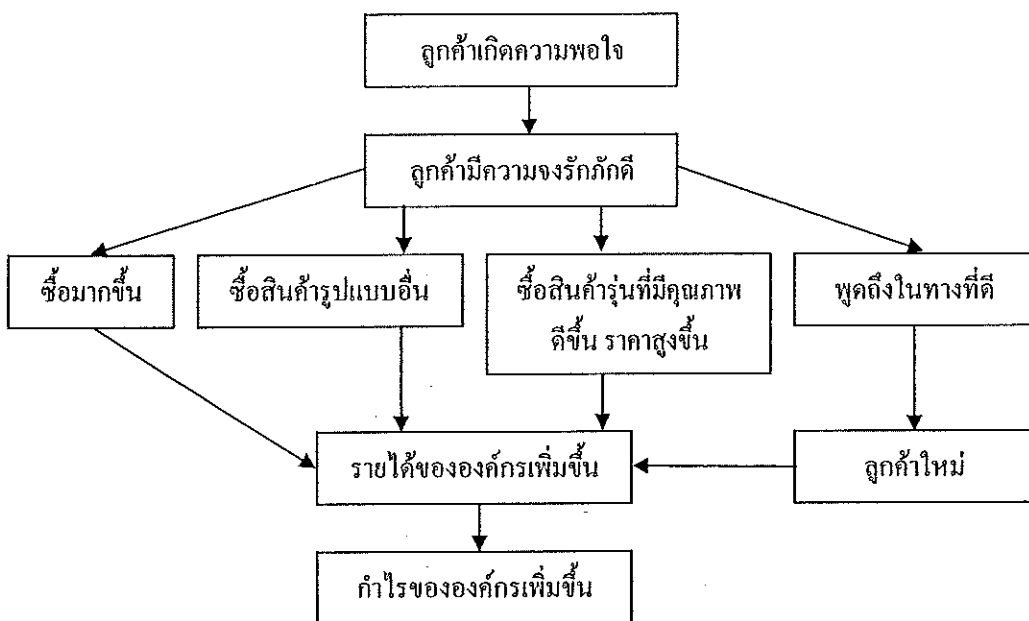 ลูกค้าเกิดความพอใจ
ลูกค้ามีความจงรักภักดี
ซื้อมากขึ้น
ซื้อสินค้ารูปแบบอื่น
ซื้อสินค้ารุ่นที่มีคุณภาพ
ดีขึ้น ราคาสูงขึ้น
พูดถึงในทางที่ดี
รายได้ขององค์กรเพิ่มขึ้น
ลูกค้าใหม่
กำไรขององค์กรเพิ่มขึ้น